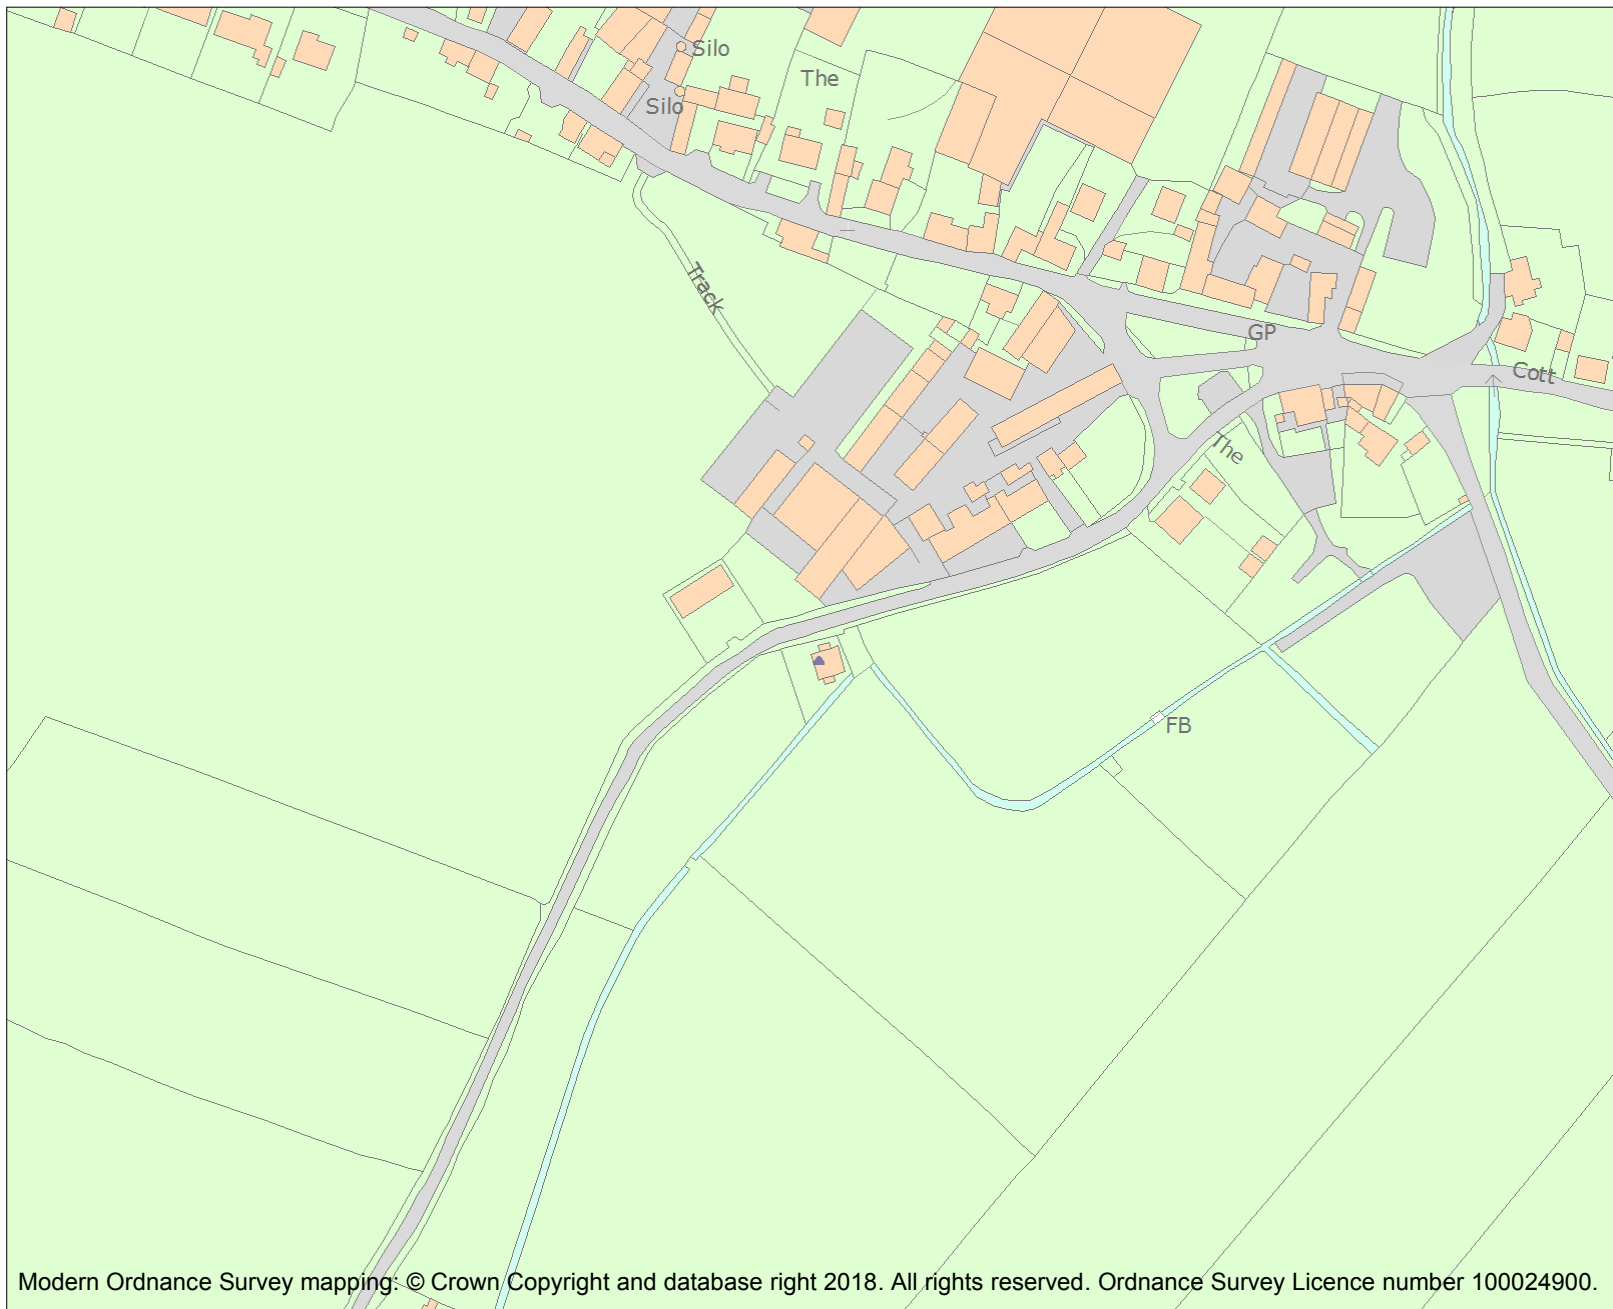 Silo
The
Silo
Track
GP
Cott
The
FB
Modern Ordnance Survey mapping: © Crown Copyright and database right 2018. All rights reserved. Ordnance Survey Licence number 100024900.